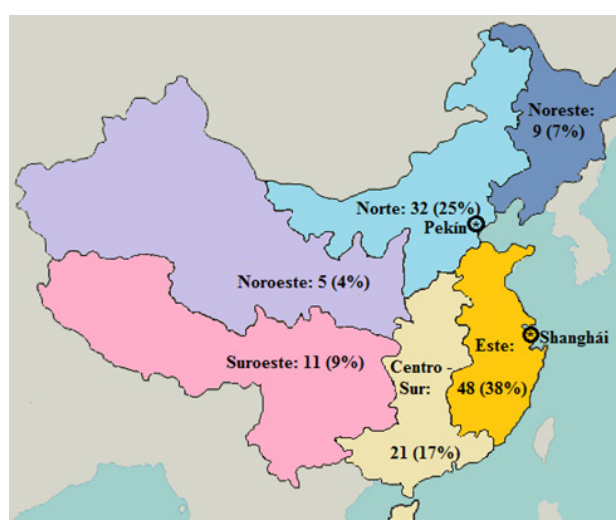 Noreste:
9 (7%)
Norte: 32 (25%)
Pekín
Noroeste: 5 (4%)
Shanghái
Este:
Suroeste: 11 (9%)
Centro -
Sur:
48 (38%)
21 (17%)